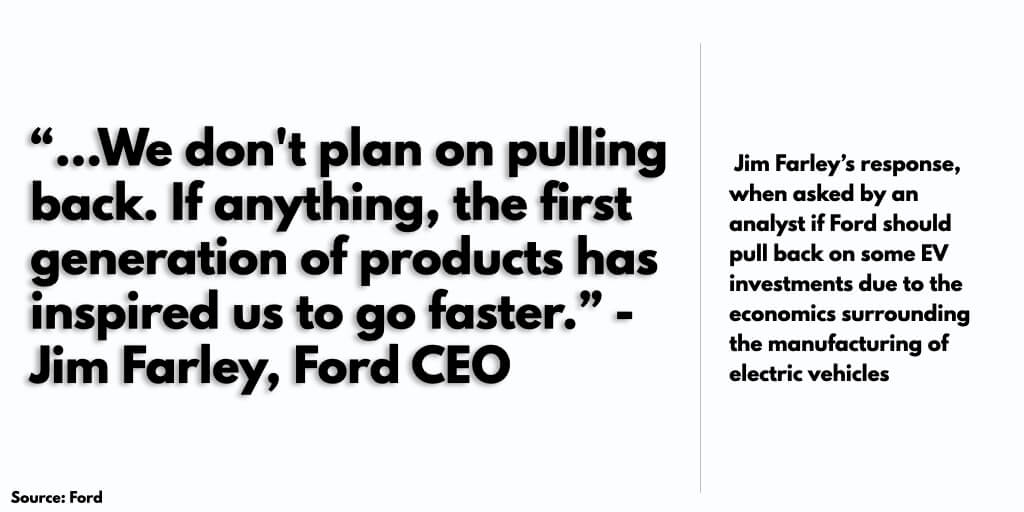 “...We don't plan on pulling
back. If anything, the first
generation of products has
inspired us to go faster.” -
Jim Farley, Ford CEO
Jim Farley’s response,
when asked by an
analyst if Ford should
pull back on some EV
investments due to the
economics surrounding
the manufacturing of
electric vehicles
Source: Ford